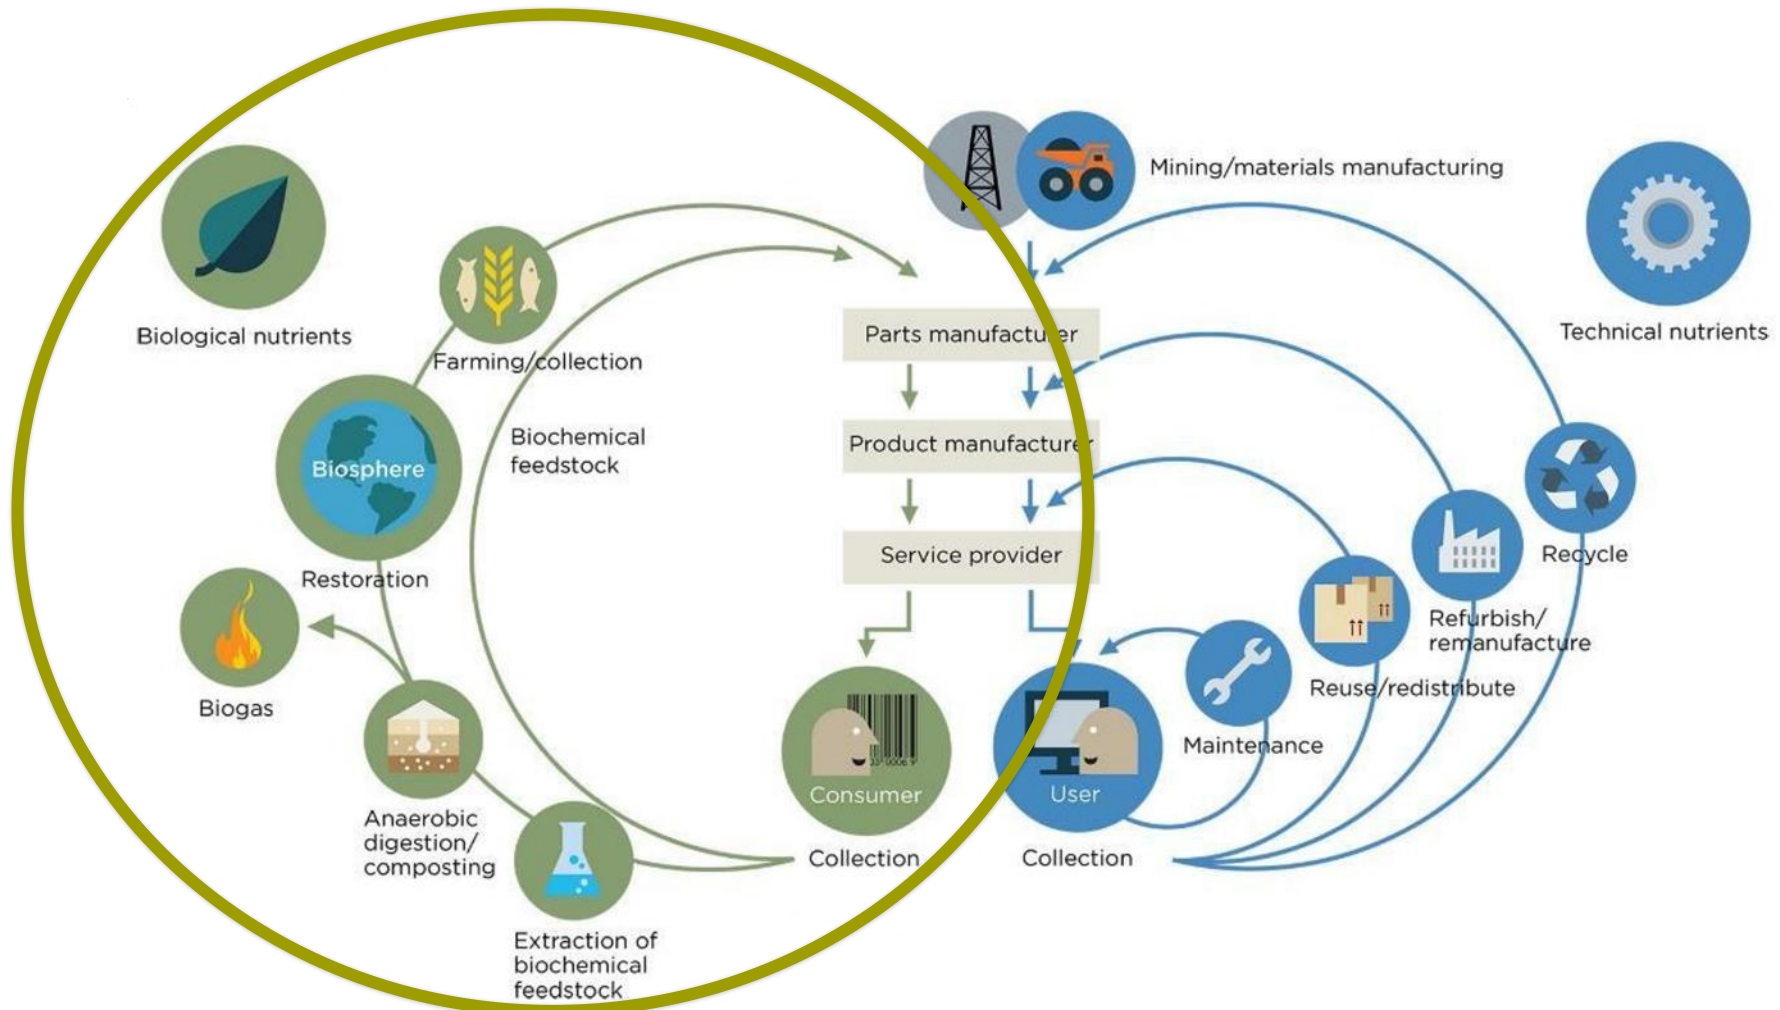 Mining/materials manufacturing
Biological nutrients
Technical nutrients
Farming/collection
Parts manufacturer
Biochemical
feedstock
Product manufacturer
Biosphere
Service provider
Recycle
Restoration
Refurbish/
remanufacture
Reuse/redistribute
Biogas
Maintenance
Consumer
User
Anaerobic
digestion/
composting
Collection
Collection
Extraction of
biochemical
feedstock